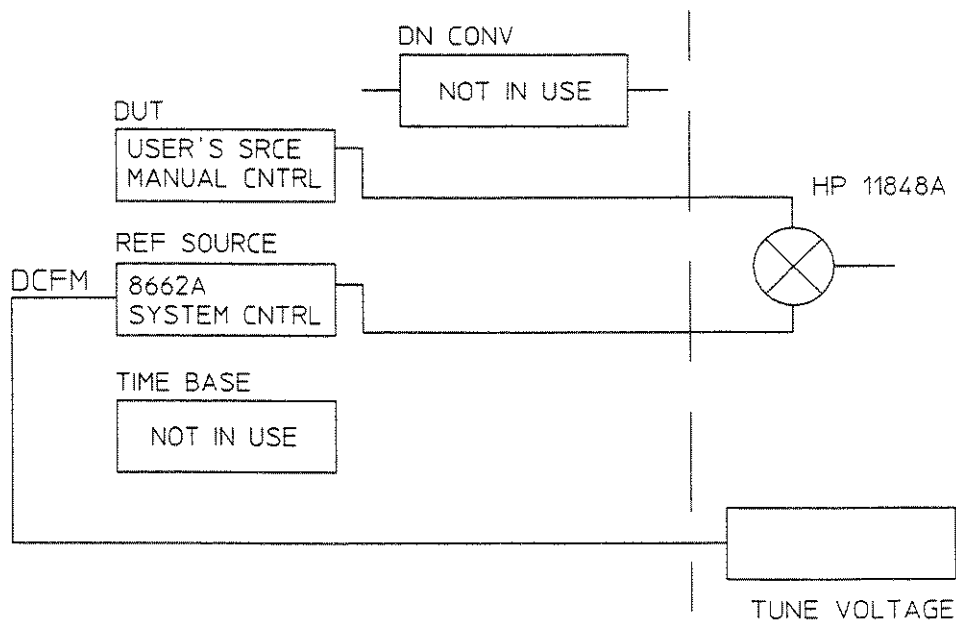 DN CONV
NOT IN USE
DUT
USER'S SRCE
MANUAL CNTRL
HP 11848A
REF SOURCE
DCFM
8662A
SYSTEM CNTRL
TIME BASE
NOT IN USE
TUNE VOLTAGE